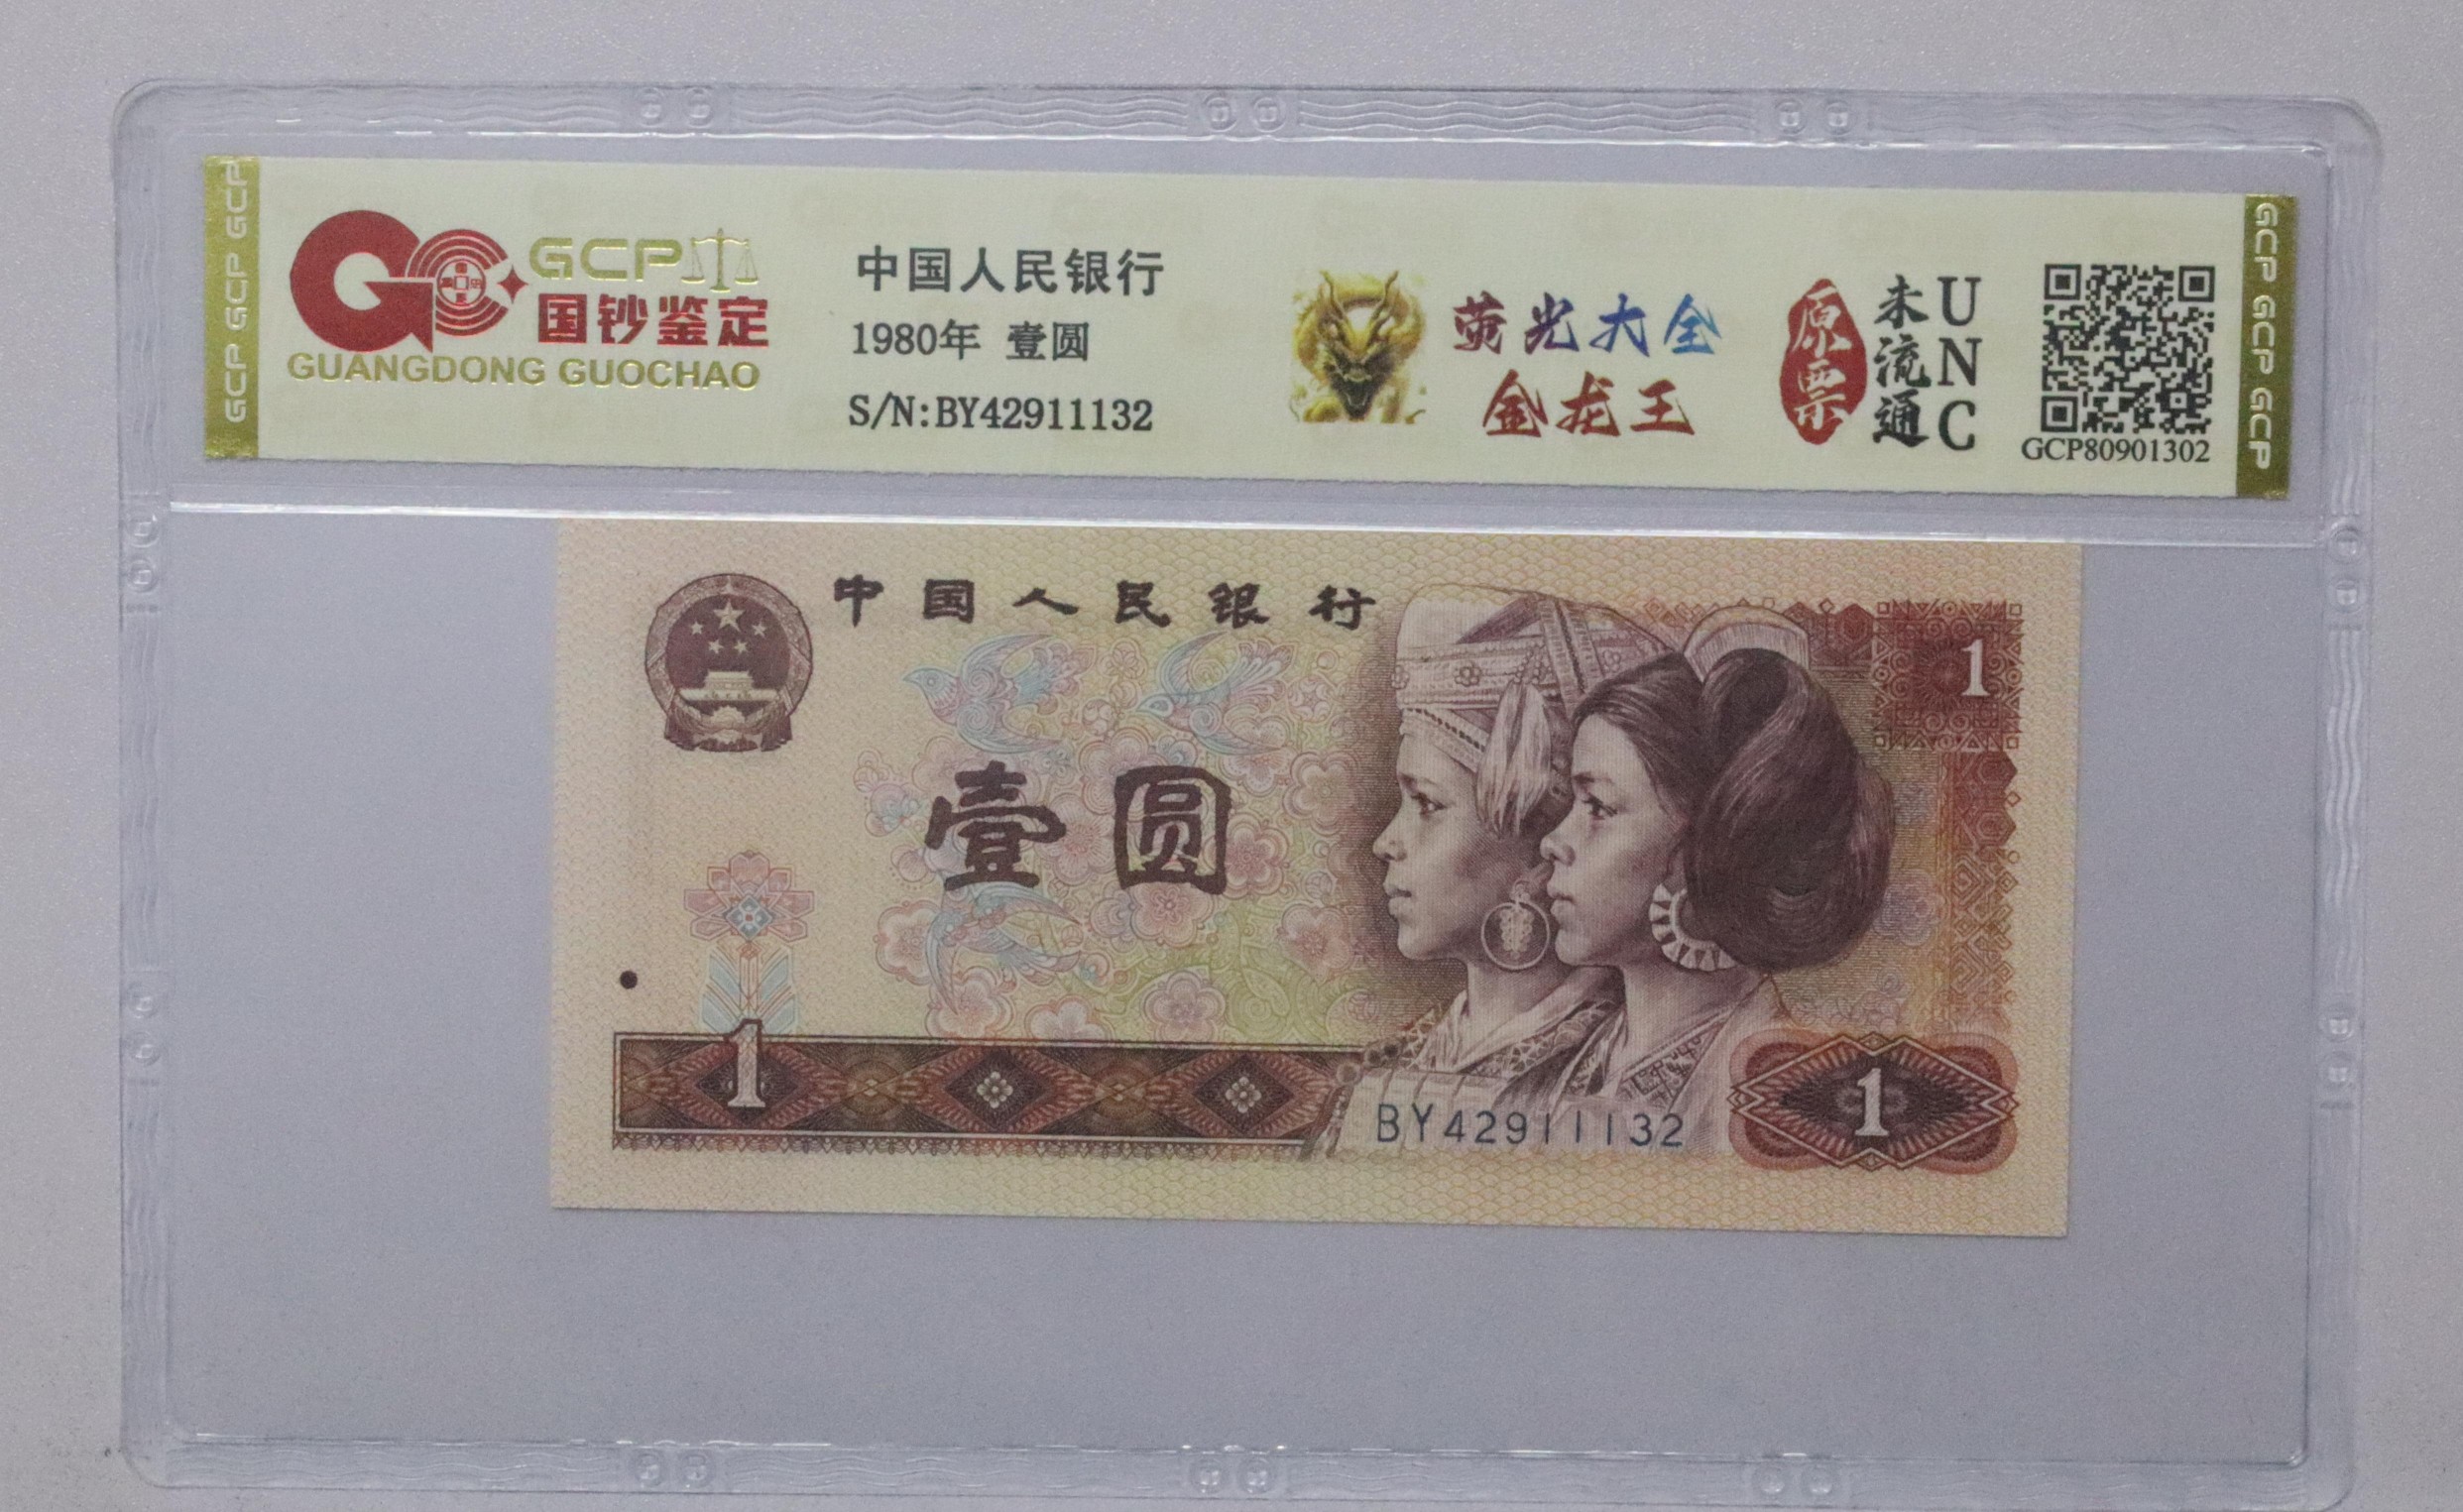 GCP GCP GCP
GCP
国钞鉴定
GUANGDONG GUOCHAO
中国人民银行
1980年 壹圆
S/N:BY42911132
荧光大全
金龙王
原票
未流通
UNC
GCP80901302
GCP GCP GCP
中国人民银行
1
壹圆
1
BY42911132
1